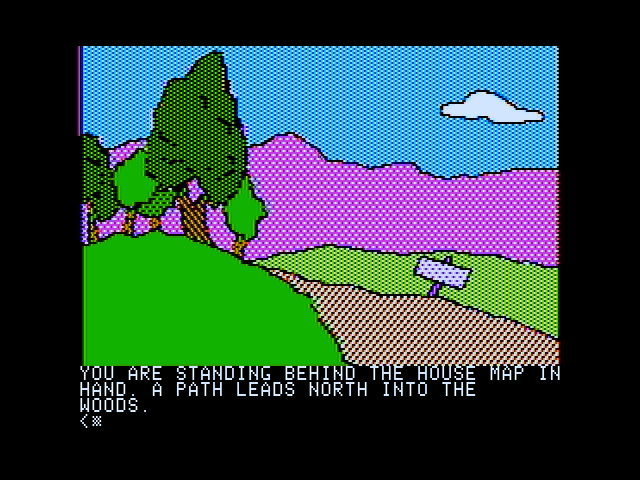 YOU ARE STANDING BEHIND THE HOUSE MAP IN
HAND. A PATH LEADS NORTH INTO THE
WOODS.
<